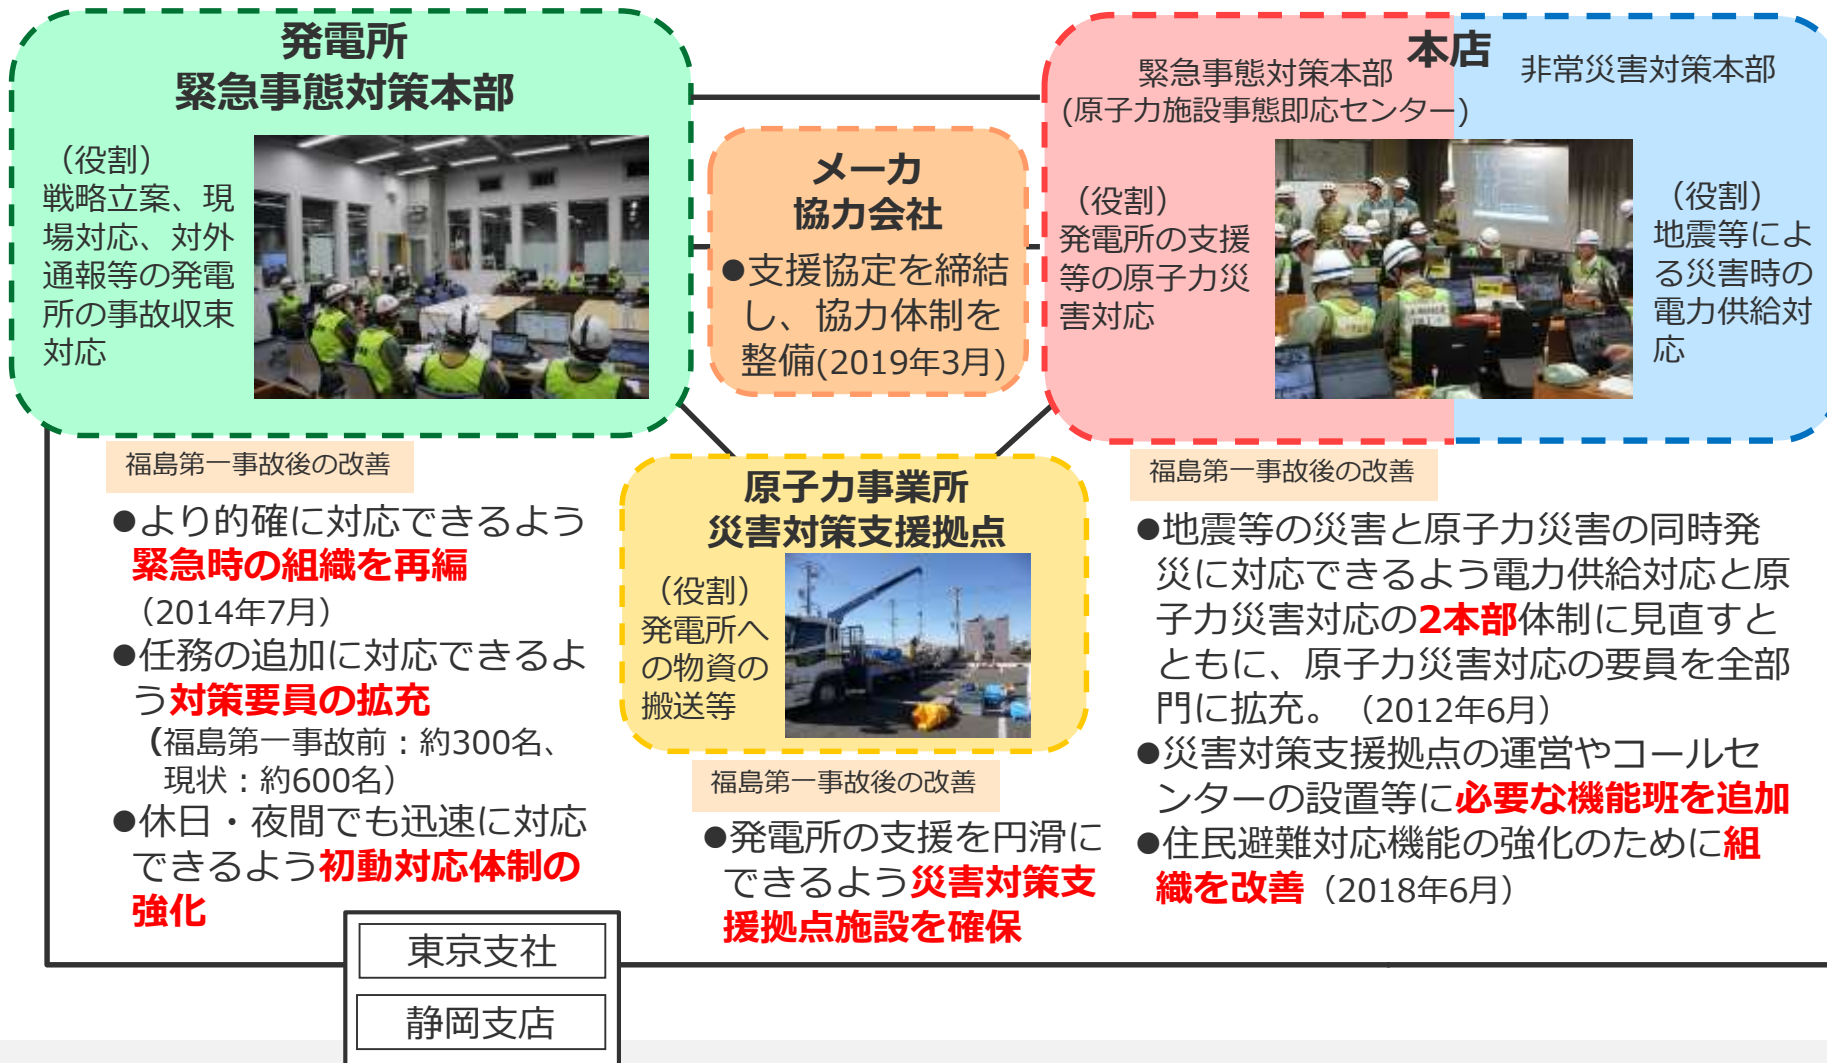 発電所
緊急事態対策本部
（役割）
戦略立案、現
場対応、対外
通報等の発電
所の事故収束
対応
メーカ
協力会社
●支援協定を締結
し、協力体制を
整備(2019年3月)
本店
緊急事態対策本部
(原子力施設事態即応センター)
非常災害対策本部
（役割）
発電所の支援
等の原子力災
害対応
（役割）
地震等によ
る災害時の
電力供給対
応
福島第一事故後の改善
●より的確に対応できるよう
緊急時の組織を再編
（2014年7月）
●任務の追加に対応できるよ
う対策要員の拡充
（福島第一事故前：約300名、
現状：約600名）
●休日・夜間でも迅速に対応
できるよう初動対応体制の
強化
原子力事業所
災害対策支援拠点
（役割）
発電所へ
の物資の
搬送等
福島第一事故後の改善
●発電所の支援を円滑に
できるよう災害対策支
援拠点施設を確保
福島第一事故後の改善
●地震等の災害と原子力災害の同時発
災に対応できるよう電力供給対応と原
子力災害対応の2本部体制に見直すと
ともに、原子力災害対応の要員を全部
門に拡充。（2012年6月）
●災害対策支援拠点の運営やコールセ
ンターの設置等に必要な機能班を追加
●住民避難対応機能の強化のために組
織を改善（2018年6月）
東京支社
静岡支店